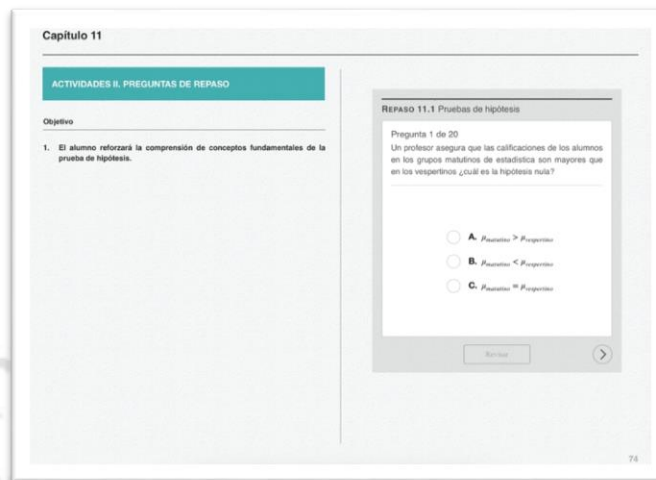 Capítulo 11
ACTIVIDADES II. PREGUNTAS DE REPASO
Objetivo
1. El alumno reforzará la comprensión de conceptos fundamentales de la
prueba de hipótesis.
REPASO 11.1 Pruebas de hipótesis
Pregunta 1 de 20
Un profesor asegura que las calificaciones de los alumnos
en los grupos matutinos de estadística son mayores que
en los vespertinos ¿cuál es la hipótesis nula?
A. μmatutino > μvespertino
B. μmatutino < μvespertino
C. μmatutino = μvespertino
Revisar
74